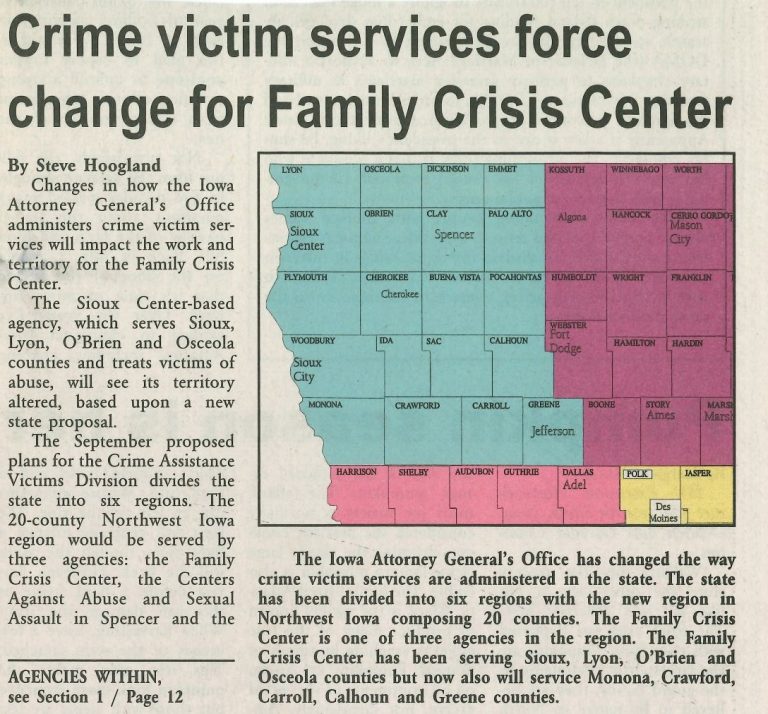 Crime victim services force
change for Family Crisis Center
By Steve Hoogland
Changes in how the Iowa
Attorney General's Office
administers crime victim ser-
vices will impact the work and
territory for the Family Crisis
Center.
The Sioux Center-based
agency, which serves Sioux,
Lyon, O'Brien and Osceola
counties and treats victims of
abuse, will see its territory
altered, based upon a new
state proposal.
The September proposed
plans for the Crime Assistance
Victims Division divides the
state into six regions. The
20-county Northwest Iowa
region would be served by
three agencies: the Family
Crisis Center, the Centers
Against Abuse and Sexual
Assault in Spencer and the
AGENCIES WITHIN,
see Section 1 / Page 12
LYON
OSCEOLA
DICKINSON
EMMET
KOSSUTH
WINNEBAGO
WORTH
SIOUX
Sioux
Center
OBRIEN
CLAY
Spencer
PALO ALTO
Algona
HANCOCK
CERRO GORDO
Mason
City
PLYMOUTH
CHEROKEE
Cherokee
BUENA VISTA
POCAHONTAS
HUMBOLDT
WRIGHT
FRANKLIN
WOODBURY
Sioux
City
IDA
SAC
CALHOUN
WEBSTER
Fort
Dodge
HAMILTON
HARDIN
MONONA
CRAWFORD
CARROLL
GREENE
Jefferson
BOONE
STORY
Ames
MARS
Marsh
HARRISON
SHELBY
AUDUBON
GUTHRIE
DALLAS
Adel
POLK
Des
Moines
JASPER
The Iowa Attorney General's Office has changed the way
crime victim services are administered in the state. The state
has been divided into six regions with the new region in
Northwest Iowa composing 20 counties. The Family Crisis
Center is one of three agencies in the region. The Family
Crisis Center has been serving Sioux, Lyon, O'Brien and
Osceola counties but now also will service Monona, Crawford,
Carroll, Calhoun and Greene counties.